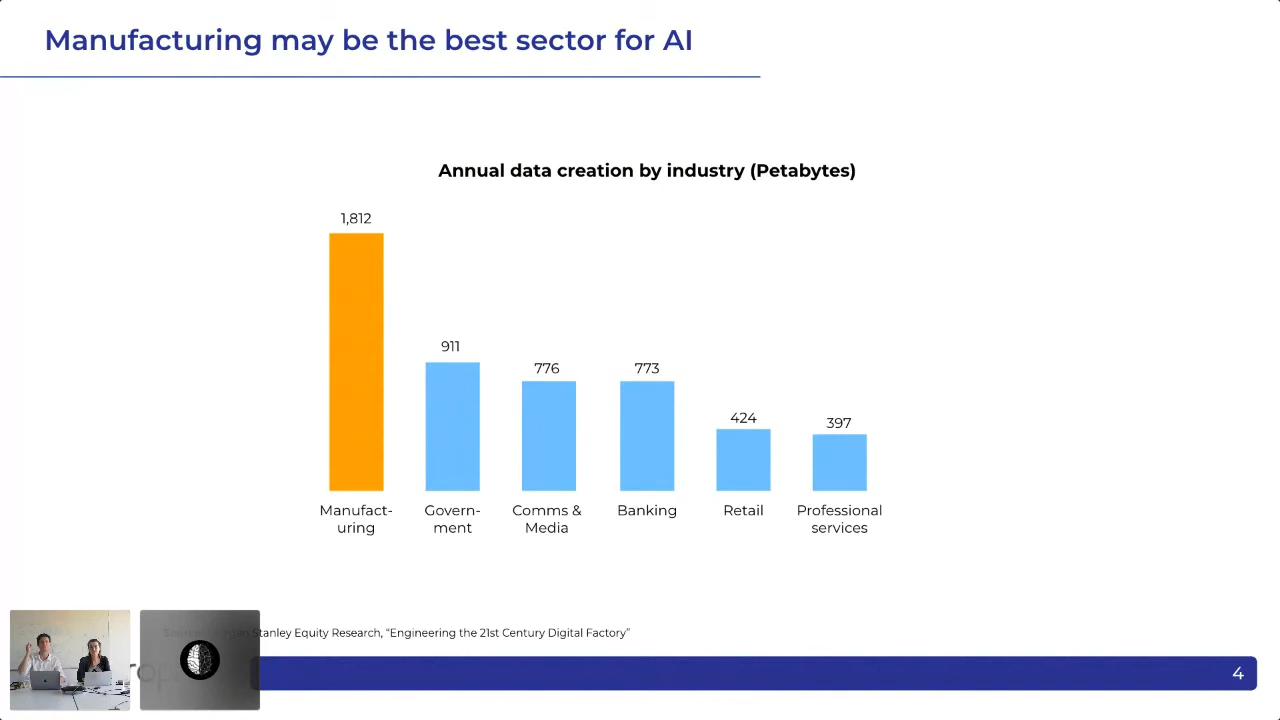 Manufacturing may be the best sector for AI
Annual data creation by industry (Petabytes)
1,812
911
776
773
424
397
Manufact-
uring
Govern-
ment
Comms &
Media
Banking
Retail
Professional
services
Stanley Equity Research, “Engineering the 21st Century Digital Factory”
4